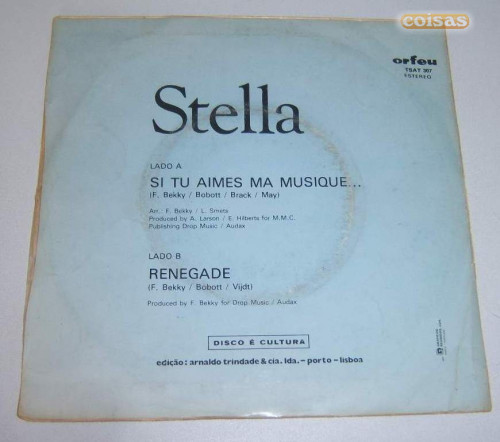 coisas
orfeu
TSAT 307
ESTEREO
Stella
LADO A
SI TU AIMES MA MUSIQUE...
(F. Bekky / Bobott / Brack / May)
Arr.: F. Bekky / L. Smets
Produced by A. Larson / E. Hilberts for M.M.C.
Publishing Drop Music / Audax
LADO B
RENEGADE
(F. Bekky / Bobott / Vijdt)
Produced by F. Bekky for Drop Music / Audax
DISCO É CULTURA
edição: arnaldo trindade & cia. lda. – porto – lisboa